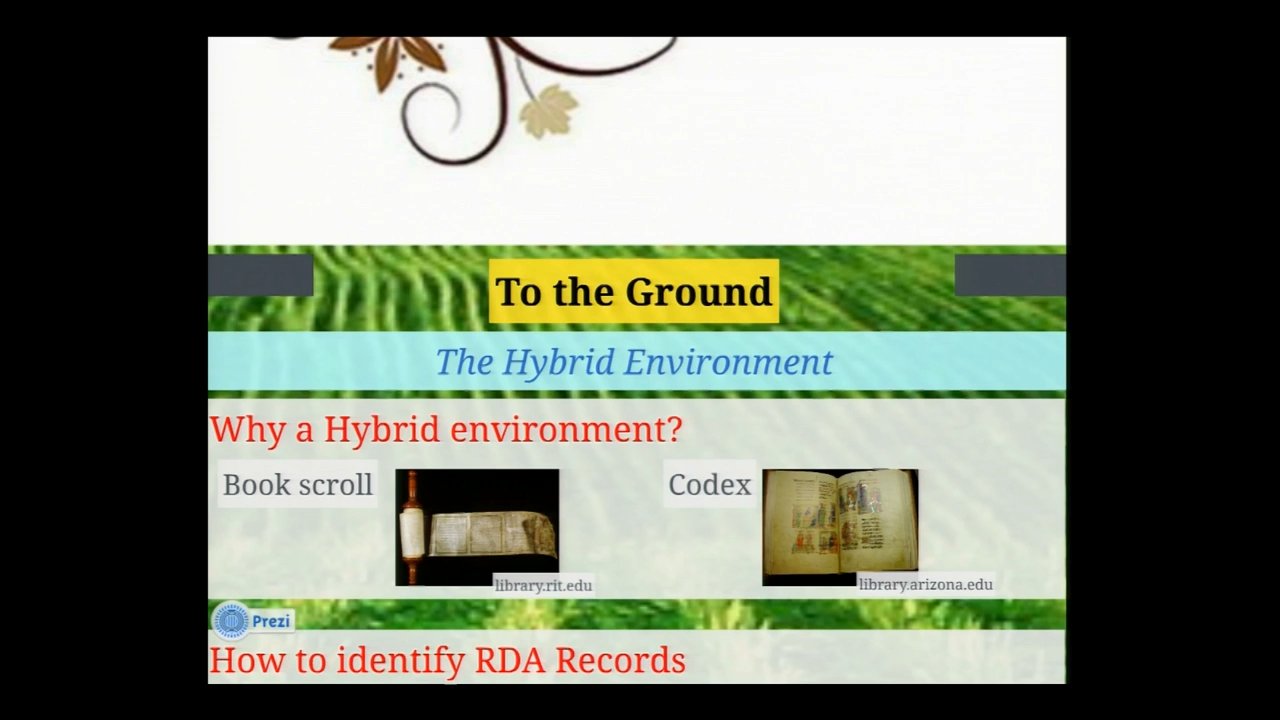 To the Ground
The Hybrid Environment
Why a Hybrid environment?
Book scroll
Codex
library.rit.edu
library.arizona.edu
Prezi
How to identify RDA Records